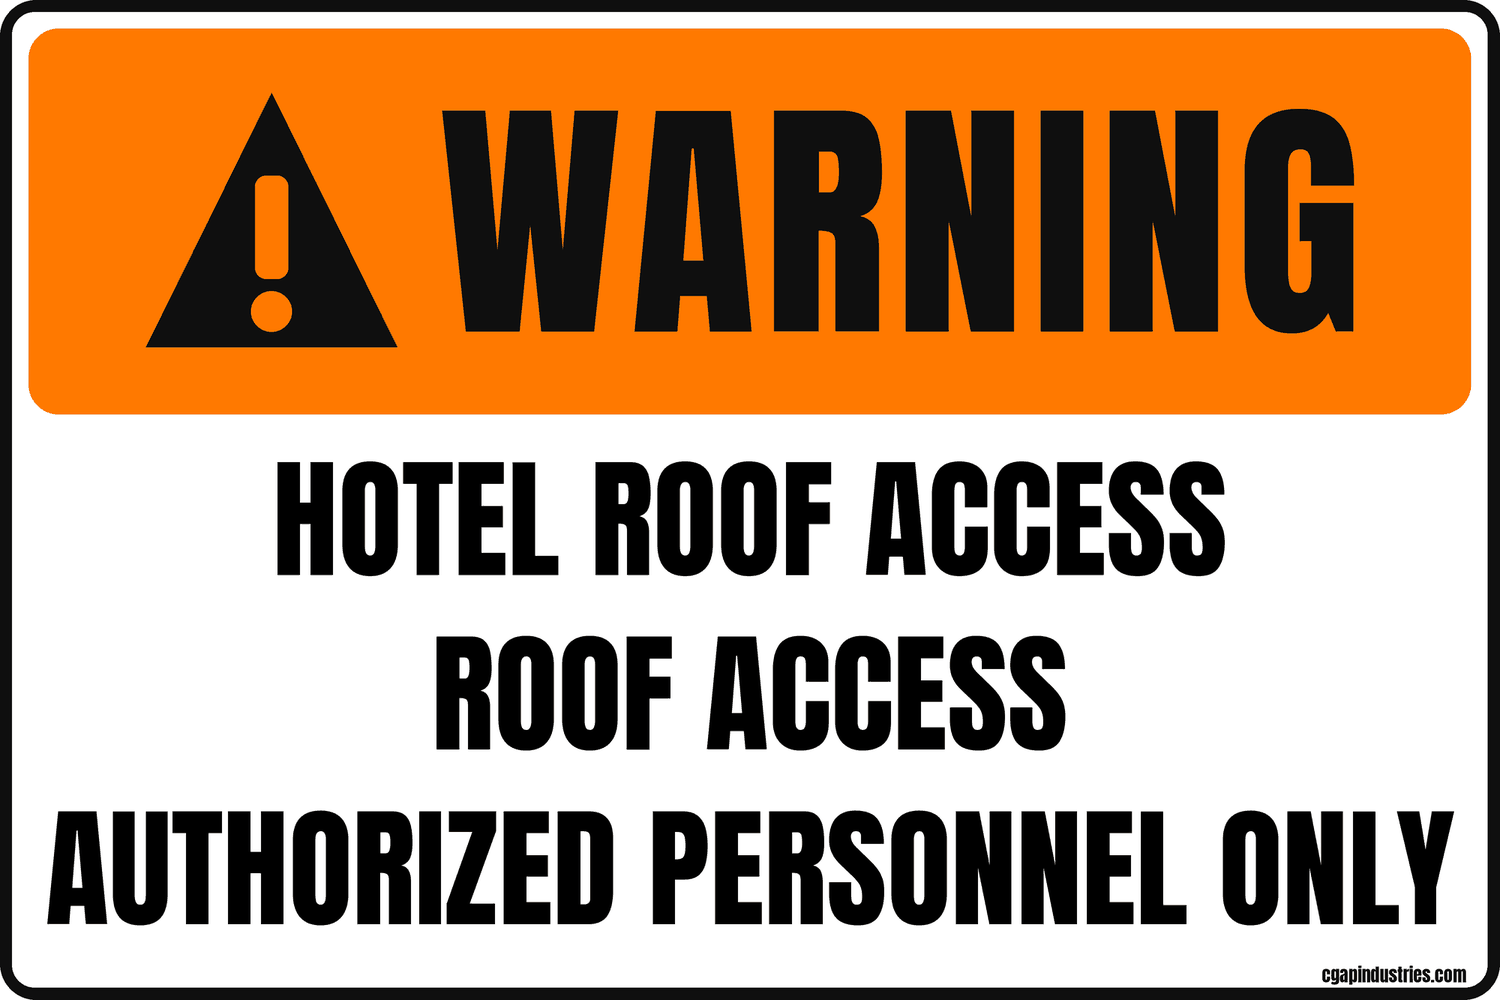 WARNING
HOTEL ROOF ACCESS
ROOF ACCESS
AUTHORIZED PERSONNEL ONLY
cgapindustries.com